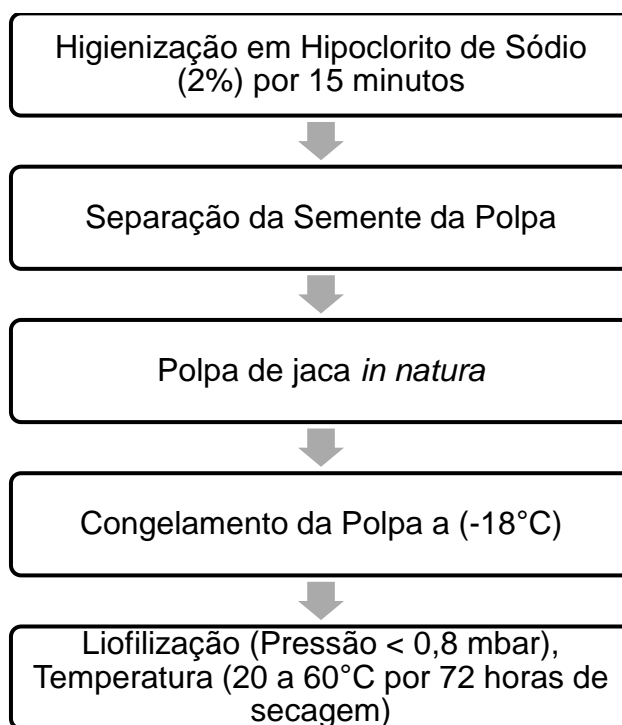 Higienização em Hipoclorito de Sódio
(2%) por 15 minutos
Separação da Semente da Polpa
Polpa de jaca in natura
Congelamento da Polpa a (-18°C)
Liofilização (Pressão < 0,8 mbar),
Temperatura (20 a 60°C por 72 horas de
secagem)